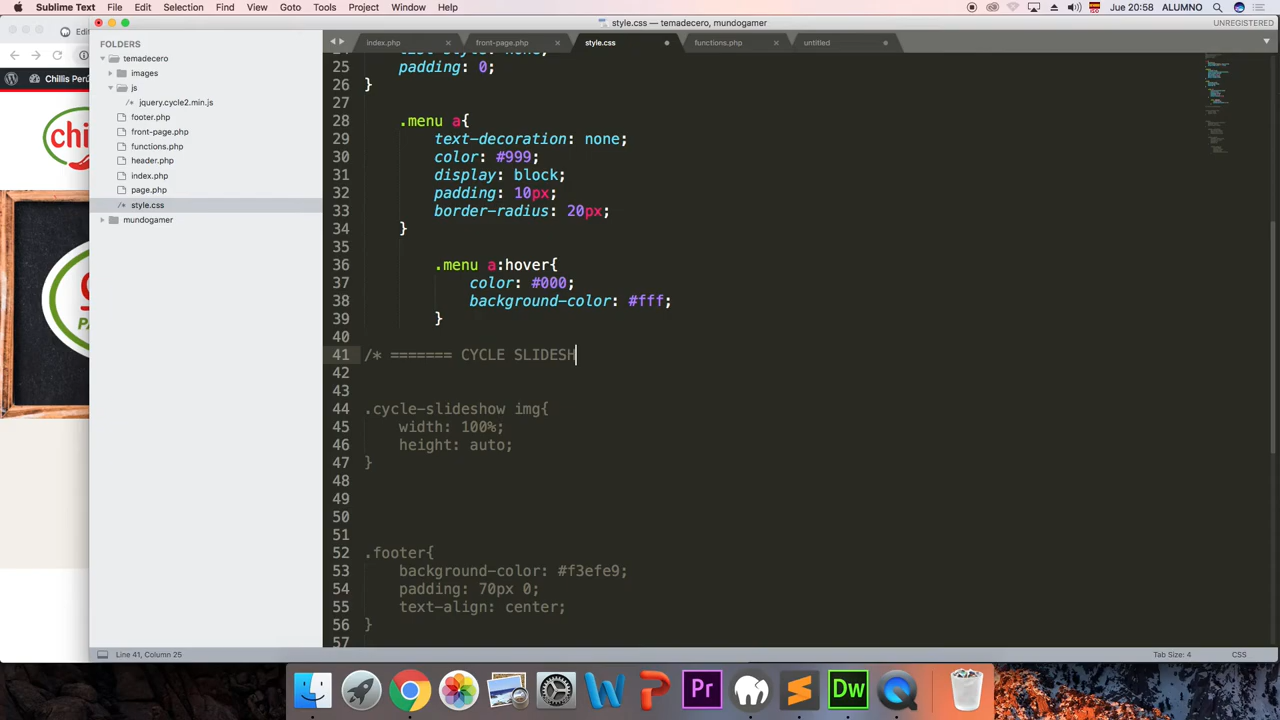 Sublime Text File Edit Selection Find View Goto Tools Project Window Help
Jue 20:58 ALUMNO
style.css — temadecero, mundogamer
UNREGISTERED
Edi
Chillis Perú
chi
PA
FOLDERS
temadecero
images
js
/* jquery.cycle2.min.js
footer.php
front-page.php
functions.php
header.php
index.php
page.php
/* style.css
mundogamer
index.php × front-page.php × style.css functions.php × untitled
25 padding: 0;
26 }
27
28 .menu a{
29 text-decoration: none;
30 color: #999;
31 display: block;
32 padding: 10px;
33 border-radius: 20px;
34 }
35
36 .menu a:hover{
37 color: #000;
38 background-color: #fff;
39 }
40
41 /* ======= CYCLE SLIDESH
42
43
44 .cycle-slideshow img{
45 width: 100%;
46 height: auto;
47 }
48
49
50
51
52 .footer{
53 background-color: #f3efe9;
54 padding: 70px 0;
55 text-align: center;
56 }
57
Line 41, Column 25
Tab Size: 4 CSS
W P Pr S Dw